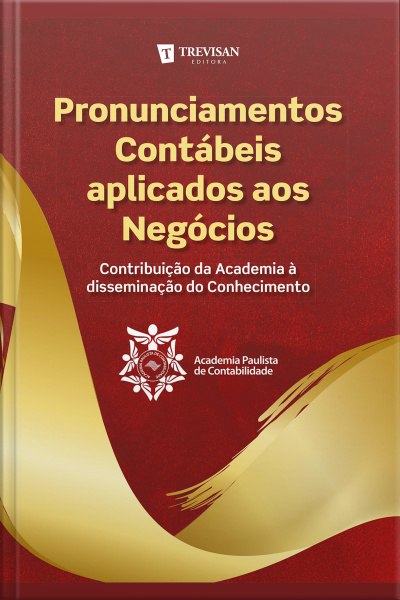 TREVISAN
EDITORA
Pronunciamentos
Contábeis
aplicados aos
Negócios
Contribuição da Academia à
disseminação do Conhecimento
Academia Paulista
de Contabilidade